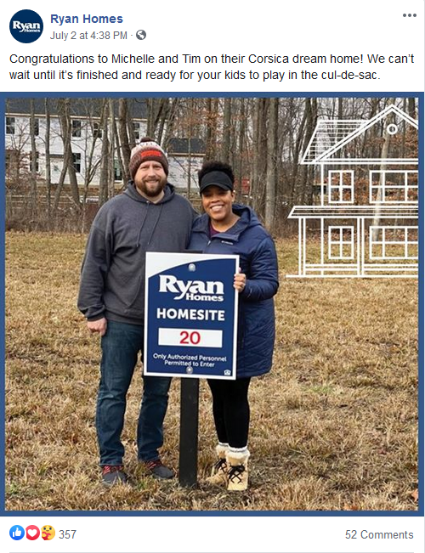 Ryan Homes
Ryan Homes
July 2 at 4:38 PM ·
Congratulations to Michelle and Tim on their Corsica dream home! We can't
wait until it's finished and ready for your kids to play in the cul-de-sac.
Ryan
Homes
HOMESITE
20
Only Authorized Personnel
Permitted to Enter
357
52 Comments